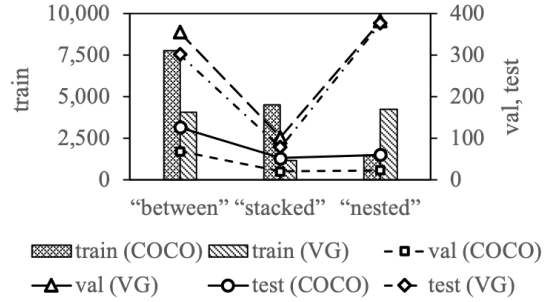 10,000 400
7,500 300
5,000 200
2,500 100
0 0
train
val, test
“between” “stacked” “nested”
train (COCO) train (VG) val (COCO)
val (VG) test (COCO) test (VG)